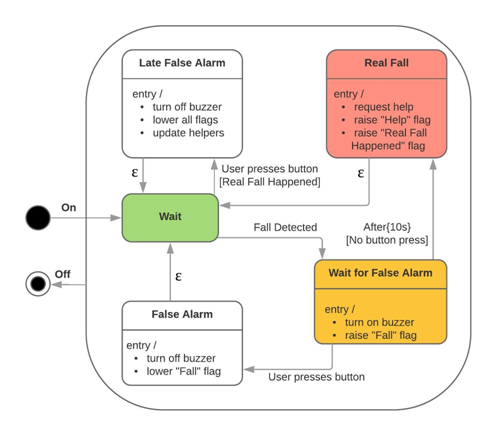 Late False Alarm
entry /
• turn off buzzer
• lower all flags
• update helpers
Real Fall
entry /
• request help
• raise "Help" flag
• raise "Real Fall
Happened" flag
ε
User presses button
[Real Fall Happened]
ε
On
Wait
Fall Detected
After{10s}
[No button press]
Off
ε
Wait for False Alarm
entry /
• turn on buzzer
• raise "Fall" flag
False Alarm
entry /
• turn off buzzer
• lower "Fall" flag
User presses button